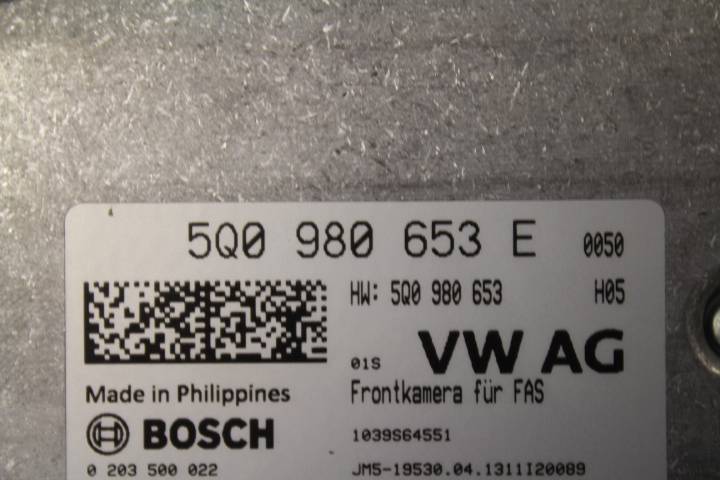 5Q0 980 653 E 0050
HW: 5Q0 980 653 H05
01S VW AG
Made in Philippines
Frontkamera für FAS
BOSCH
1039S64551
0 203 500 022
JM5-19530.04.1311I20089